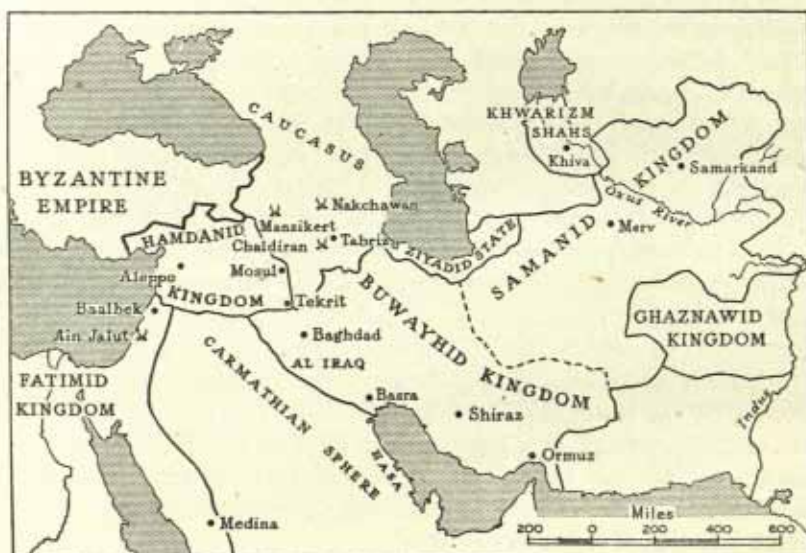 CAUCASUS
KHWARIZM
SHAHS
Khiva
KINGDOM
Samarkand
Oxus River
BYZANTINE
EMPIRE
Nakchawan
Manzikert
HAMDANID
Chaldiran
Tabriz
ZIYADID STATE
SAMANID
Merv
Aleppo
Mosul
KINGDOM
Tekrit
BUWAYHID KINGDOM
Baalbek
Ain Jalut
Baghdad
AL IRAQ
GHAZNAWID
KINGDOM
FATIMID
KINGDOM
CARMATHIAN SPHERE
Basra
Shiraz
HASA
Indus
Ormuz
Medina
Miles
200 0 200 400 600